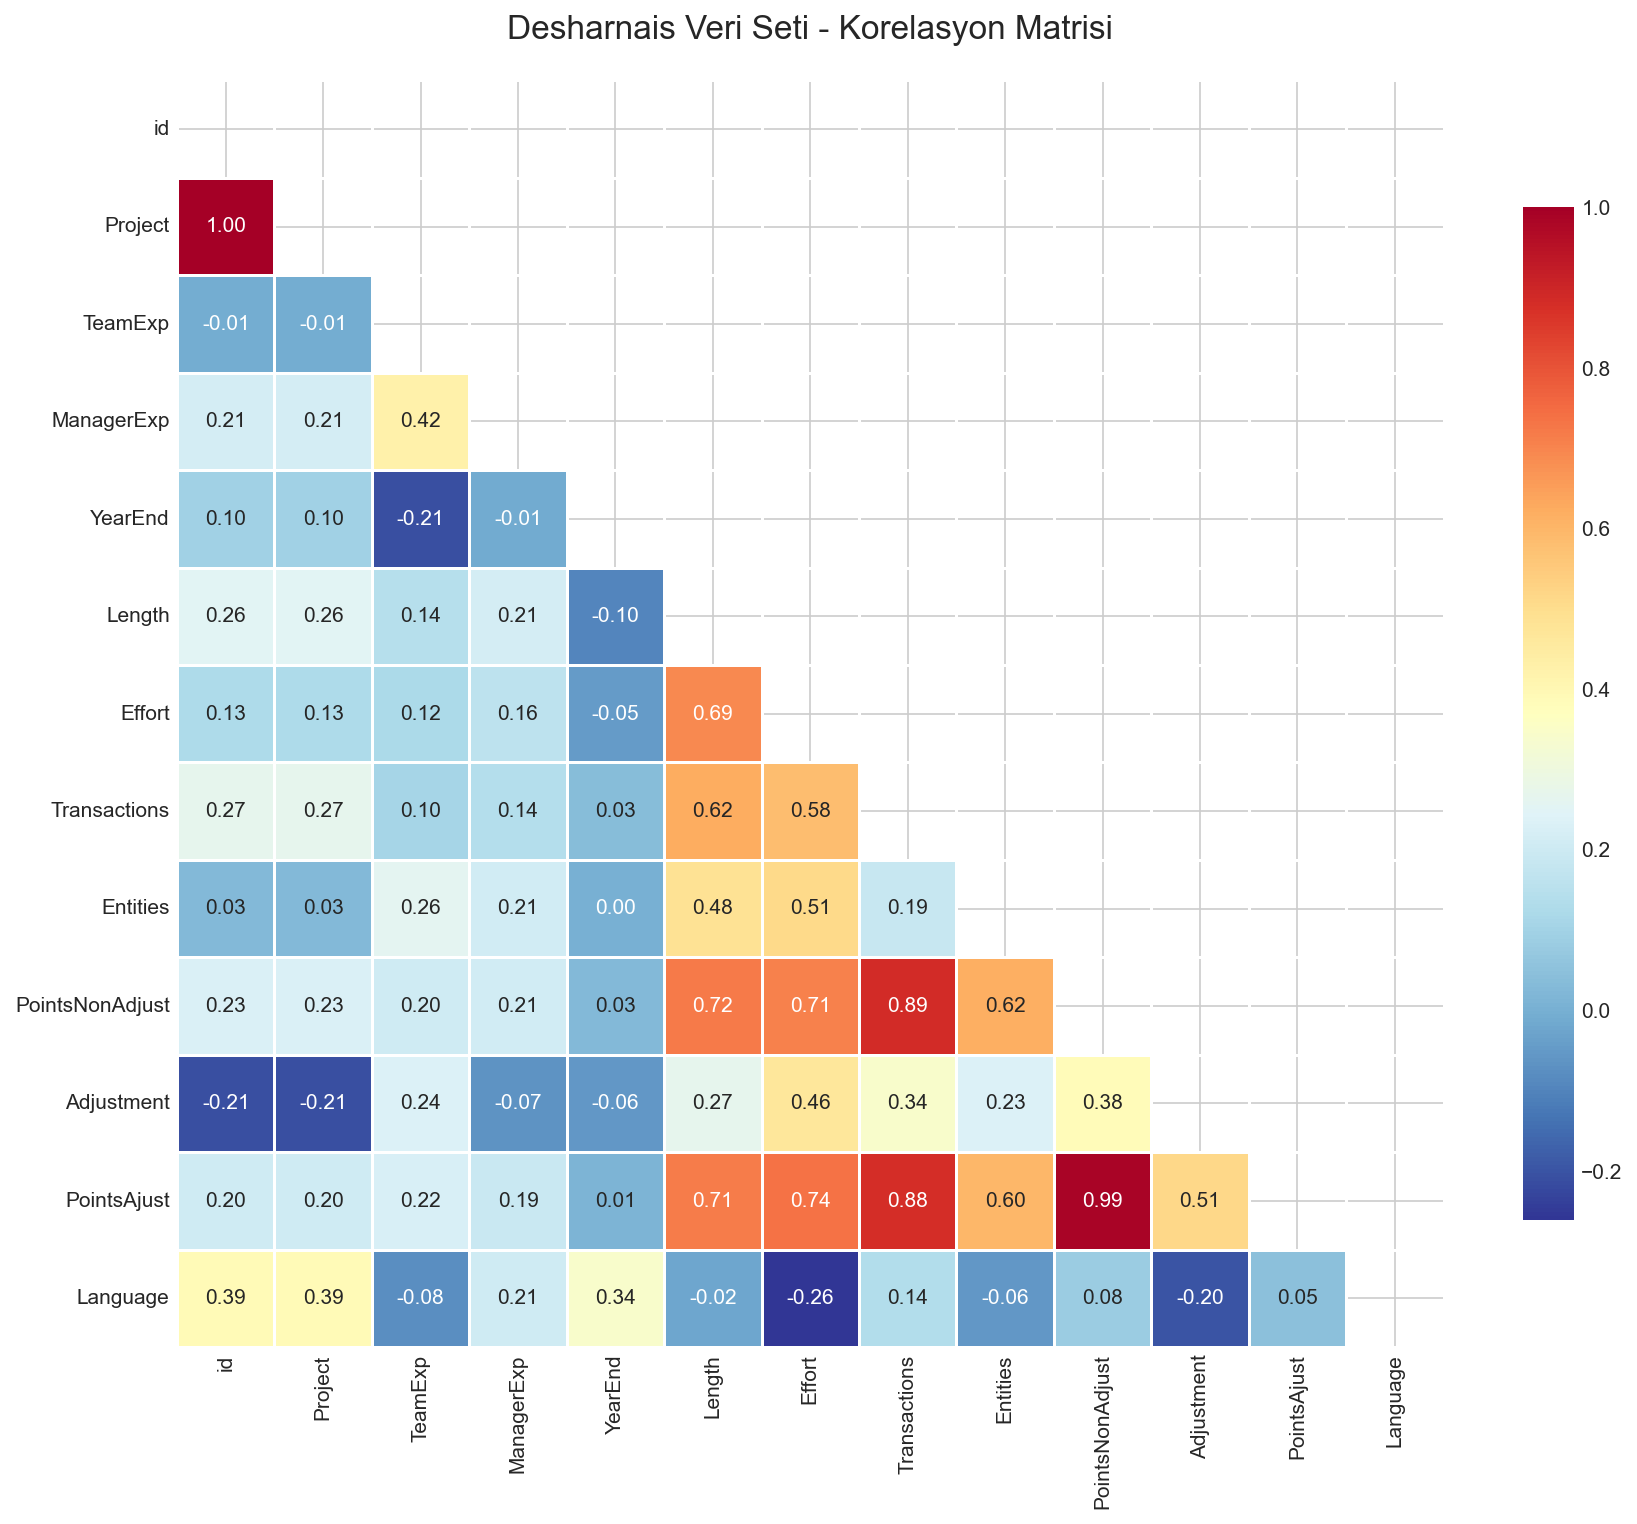 Desharnais Veri Seti - Korelasyon Matrisi
id
Project 1.00
TeamExp -0.01 -0.01
ManagerExp 0.21 0.21 0.42
YearEnd 0.10 0.10 -0.21 -0.01
Length 0.26 0.26 0.14 0.21 -0.10
Effort 0.13 0.13 0.12 0.16 -0.05 0.69
Transactions 0.27 0.27 0.10 0.14 0.03 0.62 0.58
Entities 0.03 0.03 0.26 0.21 0.00 0.48 0.51 0.19
PointsNonAdjust 0.23 0.23 0.20 0.21 0.03 0.72 0.71 0.89 0.62
Adjustment -0.21 -0.21 0.24 -0.07 -0.06 0.27 0.46 0.34 0.23 0.38
PointsAjust 0.20 0.20 0.22 0.19 0.01 0.71 0.74 0.88 0.60 0.99 0.51
Language 0.39 0.39 -0.08 0.21 0.34 -0.02 -0.26 0.14 -0.06 0.08 -0.20 0.05
id Project TeamExp ManagerExp YearEnd Length Effort Transactions Entities PointsNonAdjust Adjustment PointsAjust Language
1.0
0.8
0.6
0.4
0.2
0.0
−0.2